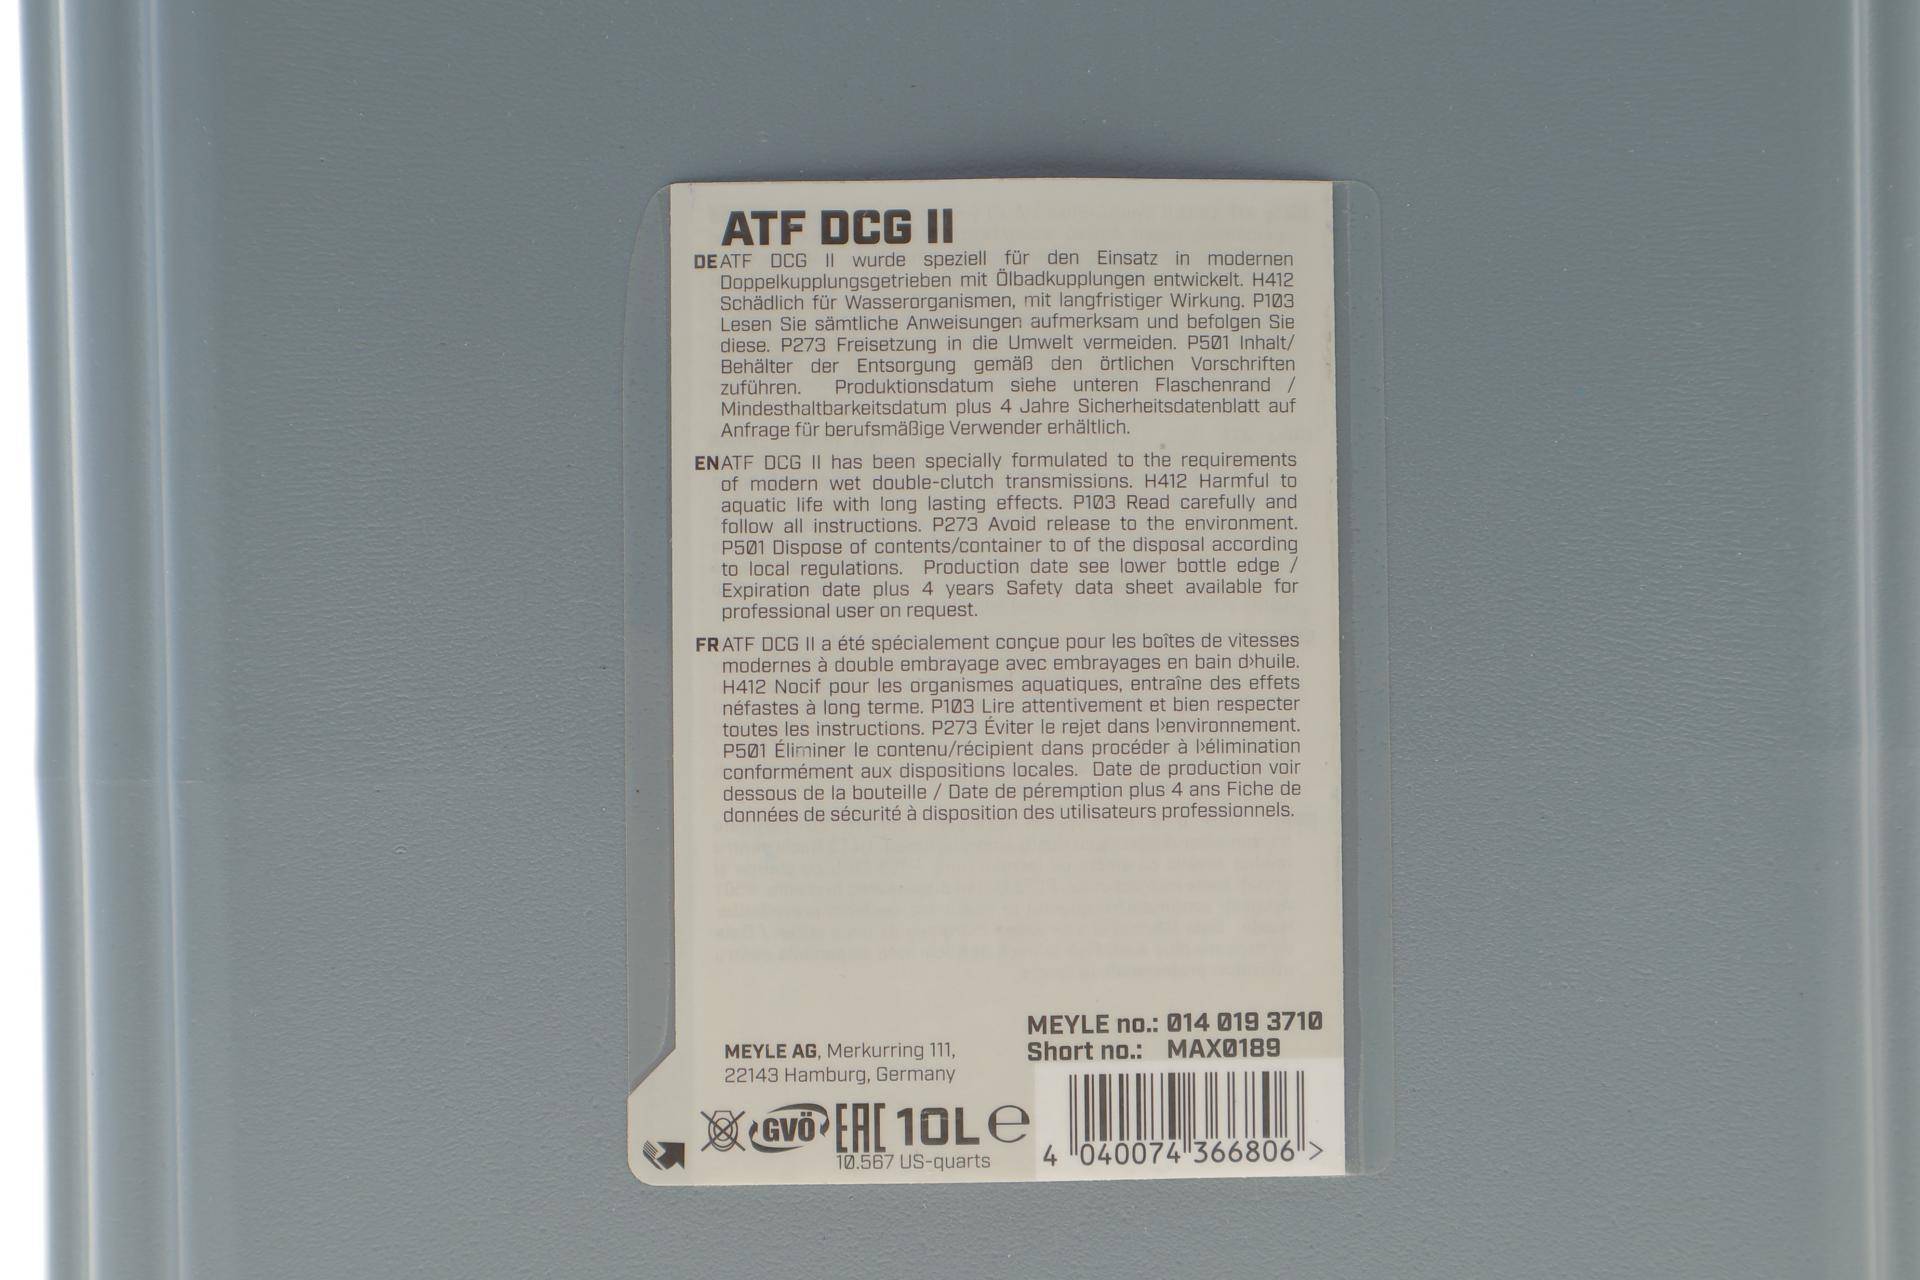 ATF DCG II
DE ATF DCG II wurde speziell für den Einsatz in modernen
Doppelkupplungsgetrieben mit Ölbadkupplungen entwickelt. H412
Schädlich für Wasserorganismen, mit langfristiger Wirkung. P103
Lesen Sie sämtliche Anweisungen aufmerksam und befolgen Sie
diese. P273 Freisetzung in die Umwelt vermeiden. P501 Inhalt/
Behälter der Entsorgung gemäß den örtlichen Vorschriften
zuführen. Produktionsdatum siehe unteren Flaschenrand /
Mindesthaltbarkeitsdatum plus 4 Jahre Sicherheitsdatenblatt auf
Anfrage für berufsmäßige Verwender erhältlich.
EN ATF DCG II has been specially formulated to the requirements
of modern wet double-clutch transmissions. H412 Harmful to
aquatic life with long lasting effects. P103 Read carefully and
follow all instructions. P273 Avoid release to the environment.
P501 Dispose of contents/container to of the disposal according
to local regulations. Production date see lower bottle edge /
Expiration date plus 4 years Safety data sheet available for
professional user on request.
FR ATF DCG II a été spécialement conçue pour les boîtes de vitesses
modernes à double embrayage avec embrayages en bain d›huile.
H412 Nocif pour les organismes aquatiques, entraîne des effets
néfastes à long terme. P103 Lire attentivement et bien respecter
toutes les instructions. P273 Éviter le rejet dans l›environnement.
P501 Éliminer le contenu/récipient dans procéder à l›élimination
conformément aux dispositions locales. Date de production voir
dessous de la bouteille / Date de péremption plus 4 ans Fiche de
données de sécurité à disposition des utilisateurs professionnels.
MEYLE no.: 014 019 3710
Short no.: MAX0189
MEYLE AG, Merkurring 111,
22143 Hamburg, Germany
GVÖ EAC 10L e
10.567 US-quarts
4 040074 366806 >